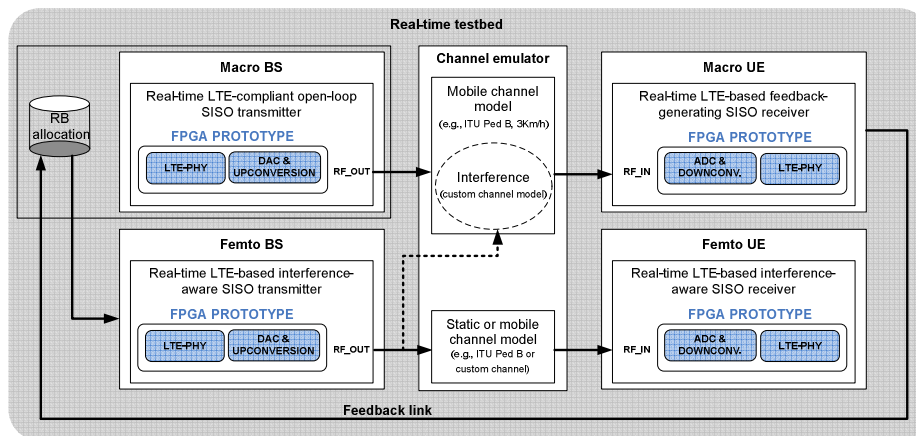 Real-time testbed
RB
allocation
Macro BS
Real-time LTE-compliant open-loop
SISO transmitter
FPGA PROTOTYPE
LTE-PHY
DAC &
UPCONVERSION
RF_OUT
Channel emulator
Mobile channel
model
(e.g., ITU Ped B, 3Km/h)
Interference
(custom channel model)
Macro UE
Real-time LTE-based feedback-
generating SISO receiver
FPGA PROTOTYPE
RF_IN
ADC &
DOWNCONV.
LTE-PHY
Femto BS
Real-time LTE-based interference-
aware SISO transmitter
FPGA PROTOTYPE
LTE-PHY
DAC &
UPCONVERSION
RF_OUT
Static or mobile
channel model
(e.g., ITU Ped B or
custom channel)
Femto UE
Real-time LTE-based interference-
aware SISO receiver
FPGA PROTOTYPE
RF_IN
ADC &
DOWNCONV.
LTE-PHY
Feedback link